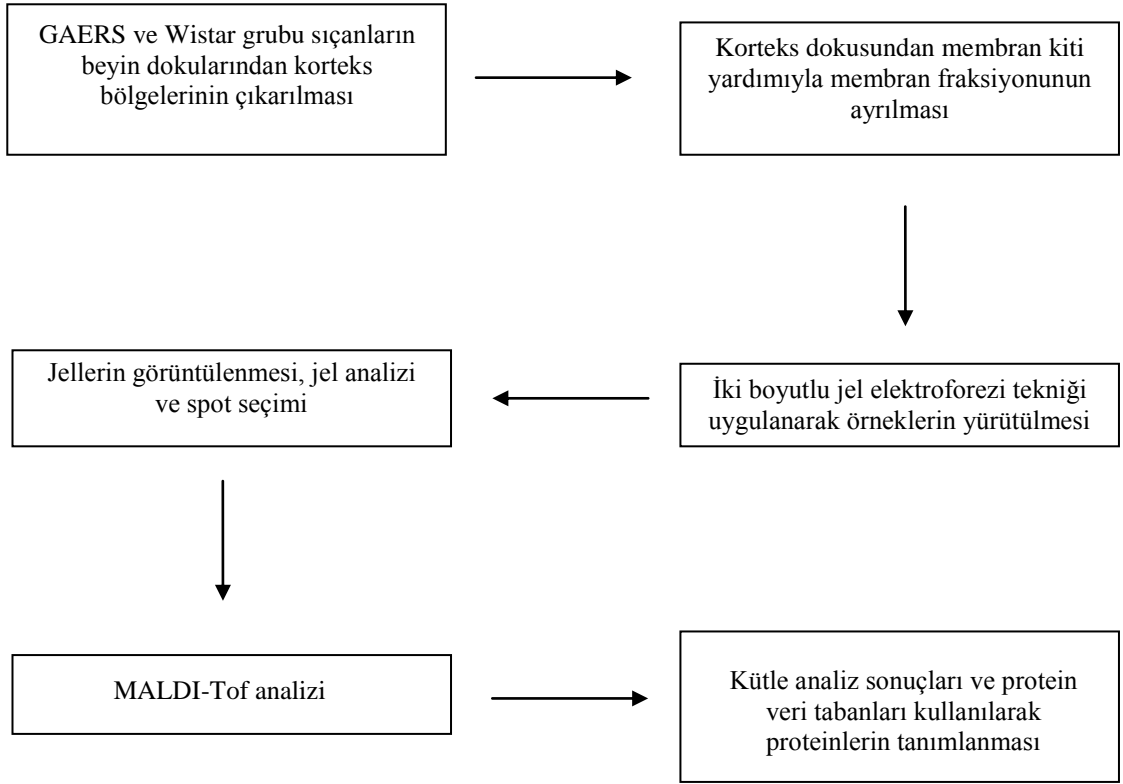 GAERS ve Wistar grubu sıçanların
beyin dokularından korteks
bölgelerinin çıkarılması
Korteks dokusundan membran kiti
yardımıyla membran fraksiyonunun
ayrılması
İki boyutlu jel elektroforezi tekniği
uygulanarak örneklerin yürütülmesi
Jellerin görüntülenmesi, jel analizi
ve spot seçimi
MALDI-Tof analizi
Kütle analiz sonuçları ve protein
veri tabanları kullanılarak
proteinlerin tanımlanması